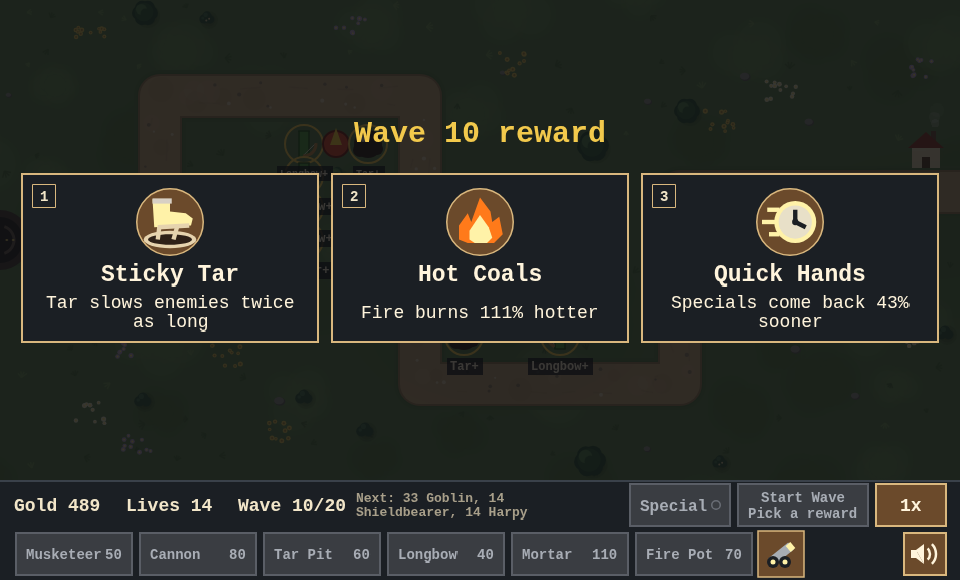 Wave 10 reward
1
2
3
Sticky Tar
Hot Coals
Quick Hands
Tar slows enemies twice
as long
Fire burns 111% hotter
Specials come back 43%
sooner
Tar+
Longbow+
Gold 489
Lives 14
Wave 10/20
Next: 33 Goblin, 14
Shieldbearer, 14 Harpy
Special
Start Wave
Pick a reward
1x
Musketeer 50
Cannon 80
Tar Pit 60
Longbow 40
Mortar 110
Fire Pot 70